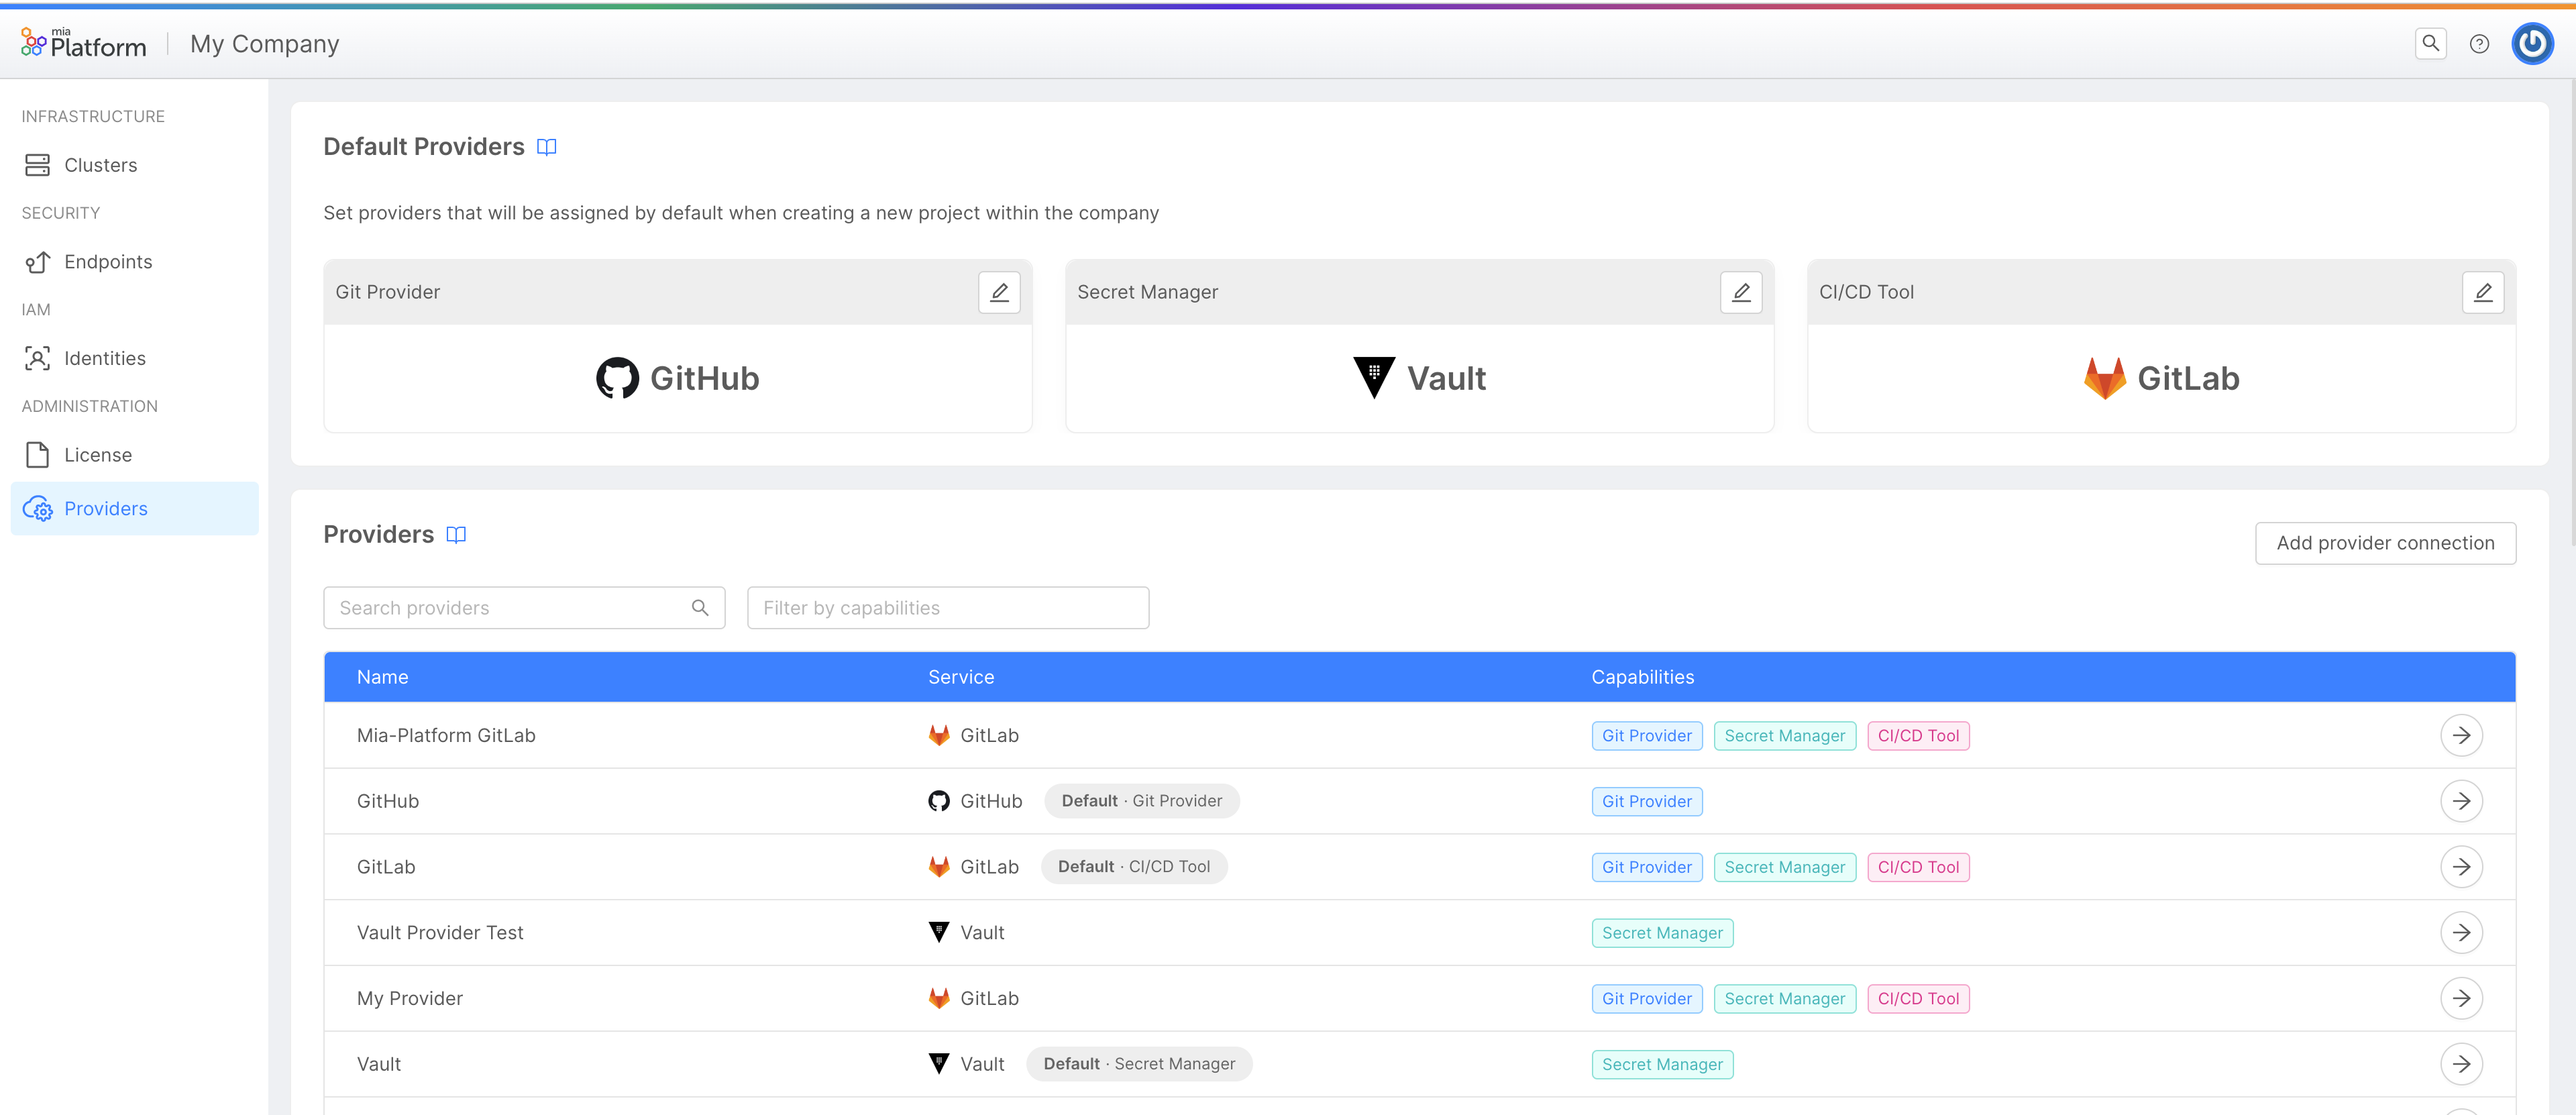 mia
Platform
My Company
INFRASTRUCTURE
Clusters
SECURITY
Endpoints
IAM
Identities
ADMINISTRATION
License
Providers
Default Providers
Set providers that will be assigned by default when creating a new project within the company
Git Provider
GitHub
Secret Manager
Vault
CI/CD Tool
GitLab
Providers
Add provider connection
Search providers
Filter by capabilities
Name Service Capabilities
Mia-Platform GitLab GitLab Git Provider Secret Manager CI/CD Tool
GitHub GitHub Default · Git Provider Git Provider
GitLab GitLab Default · CI/CD Tool Git Provider Secret Manager CI/CD Tool
Vault Provider Test Vault Secret Manager
My Provider GitLab Git Provider Secret Manager CI/CD Tool
Vault Vault Default · Secret Manager Secret Manager